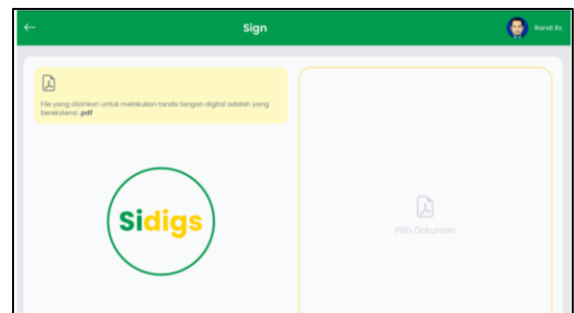 Sign
Randi Rz.
File yang diizinkan untuk melakukan tanda tangan digital adalah yang
berekstensi .pdf
Sidigs
Pilih Dokumen